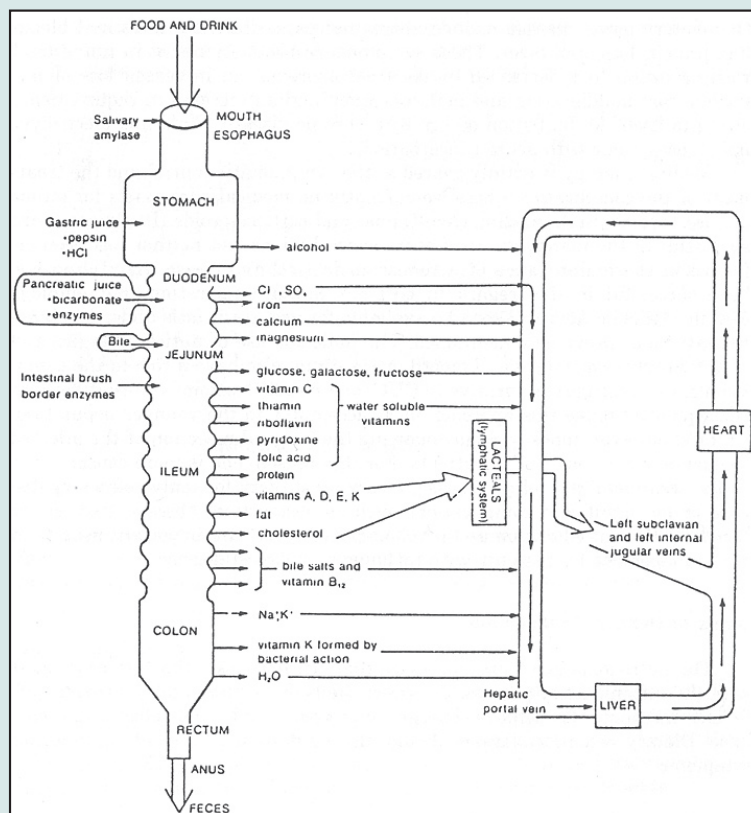 FOOD AND DRINK
Salivary
amylase
MOUTH
ESOPHAGUS
STOMACH
Gastric juice
•pepsin
•HCl
alcohol
DUODENUM
Pancreatic juice
•bicarbonate
•enzymes
Cl⁻, SO₄
iron
calcium
magnesium
Bile
JEJUNUM
glucose, galactose, fructose
Intestinal brush
border enzymes
vitamin C
thiamin
riboflavin
pyridoxine
folic acid
water soluble
vitamins
ILEUM
protein
vitamins A, D, E, K
fat
cholesterol
bile salts and
vitamin B₁₂
LACTEALS
(lymphatic system)
HEART
Left subclavian
and left internal
jugular veins
Na⁺,K⁺
COLON
vitamin K formed by
bacterial action
H₂O
Hepatic
portal vein
LIVER
RECTUM
ANUS
FECES